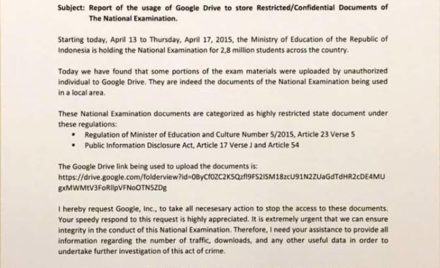 Subject: Report of the usage of Google Drive to store Restricted/Confidential Documents of
The National Examination.
Starting today, April 13 to Thursday, April 17, 2015, the Ministry of Education of the Republic of
Indonesia is holding the National Examination for 2,8 million students across the country.
Today we have found that some portions of the exam materials were uploaded by unauthorized
individual to Google Drive. They are indeed the documents of the National Examination being used
in a local area.
These National Examination documents are categorized as highly restricted state document under
these regulations:
• Regulation of Minister of Education and Culture Number 5/2015, Article 23 Verse 5
• Public Information Disclosure Act, Article 17 Verse J and Article 54
The Google Drive link being used to upload the documents is:
I hereby request Google, Inc., to take all necesesary action to stop the access to these documents.
Your speedy respond to this request is highly appreciated. It is extremely urgent that we can ensure
integrity in the conduct of this National Examination. Therefore, I need your assistance to provide all
information regarding the number of traffic, downloads, and any other useful data in order to
undertake further investigation of this act of crime.